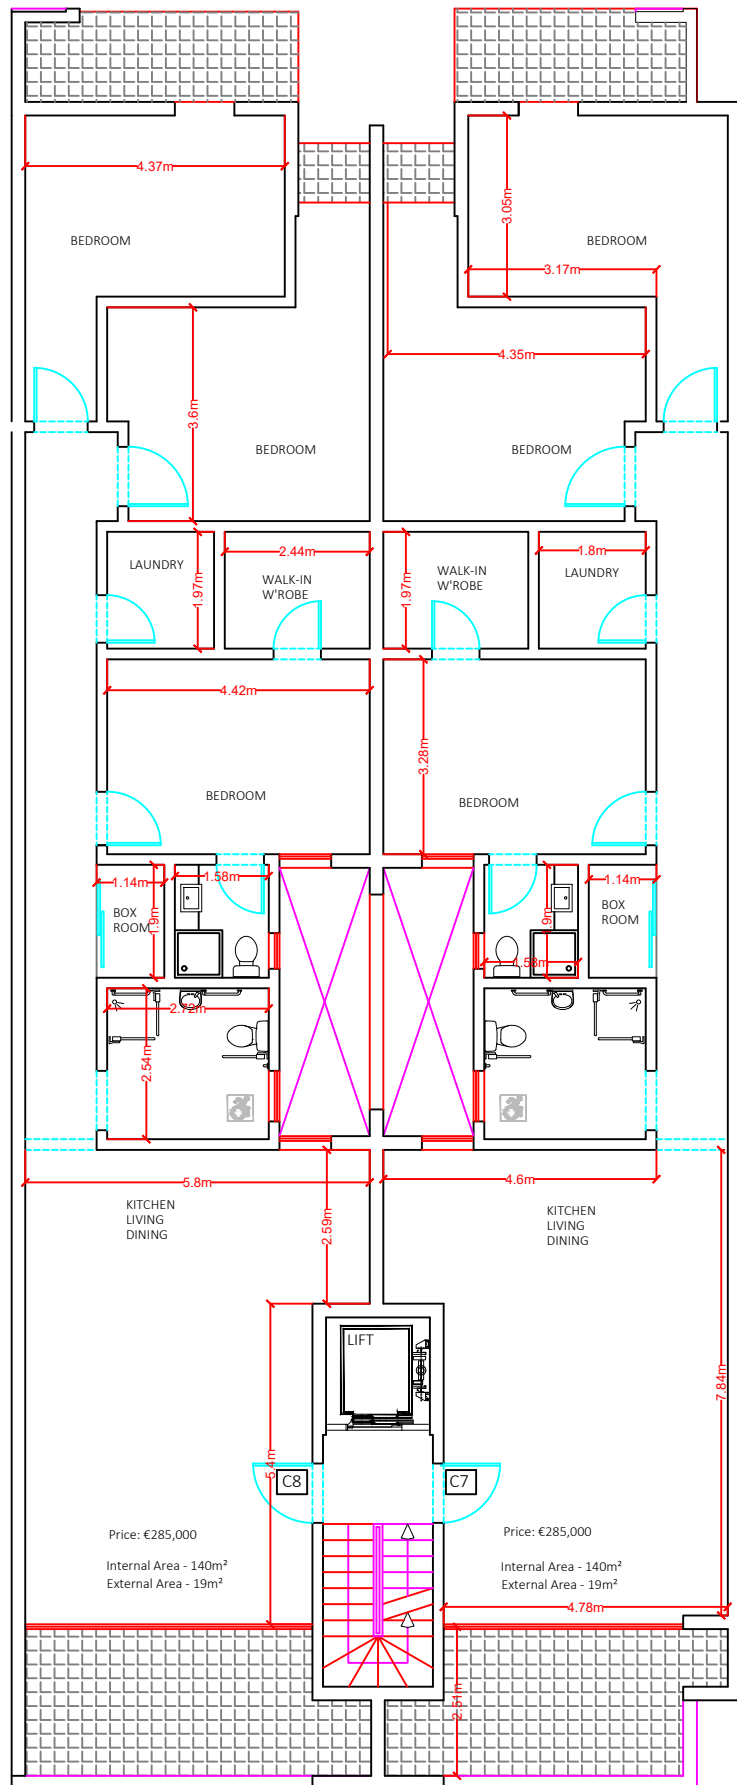 4.37m
3.05m
BEDROOM
BEDROOM
3.17m
4.35m
3.6m
BEDROOM
BEDROOM
2.44m
1.8m
LAUNDRY
1.97m
WALK-IN
W'ROBE
1.97m
WALK-IN
W'ROBE
LAUNDRY
4.42m
3.28m
BEDROOM
BEDROOM
1.14m
1.58m
1.14m
BOX
ROOM
1.9m
1.9m
BOX
ROOM
1.58m
2.72m
2.54m
5.8m
4.6m
KITCHEN
LIVING
DINING
2.59m
KITCHEN
LIVING
DINING
LIFT
7.84m
5.4m
C8
C7
Price: €285,000
Internal Area - 140m²
External Area - 19m²
Price: €285,000
Internal Area - 140m²
External Area - 19m²
4.78m
2.51m